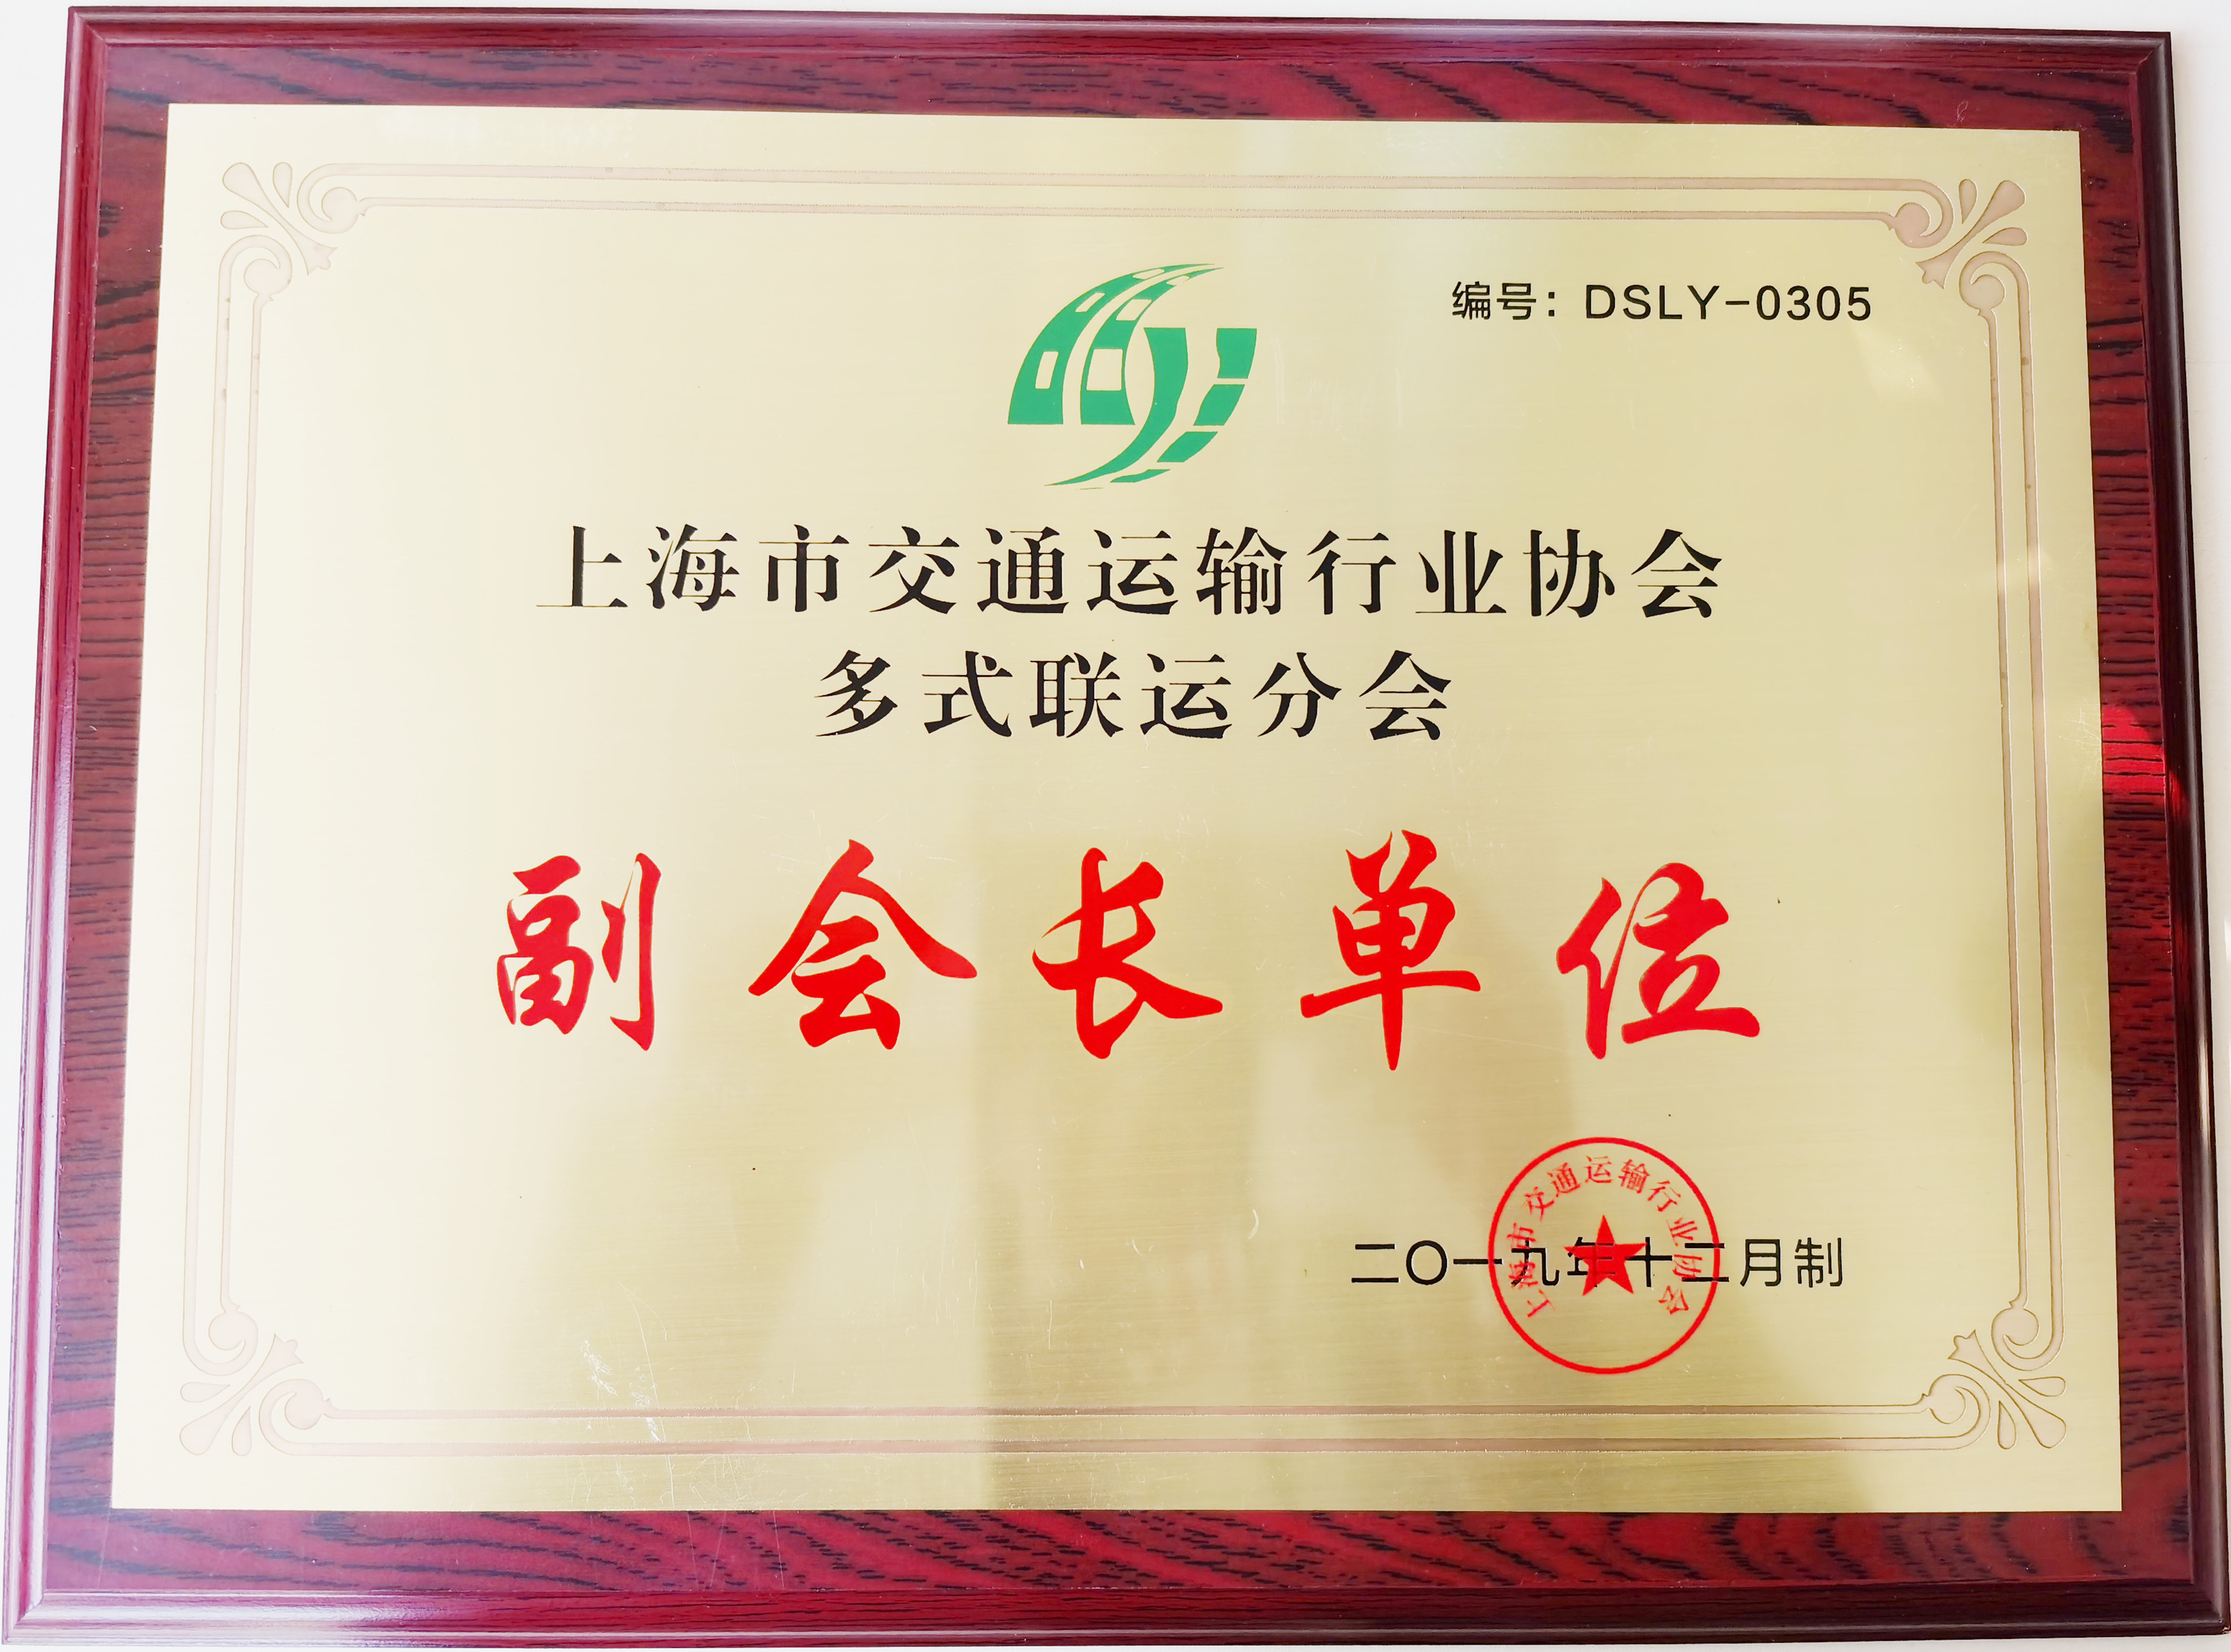 编号：DSLY-0305
上海市交通运输行业协会
多式联运分会
副会长单位
二〇一九年十二月制
上海市交通运输行业协会